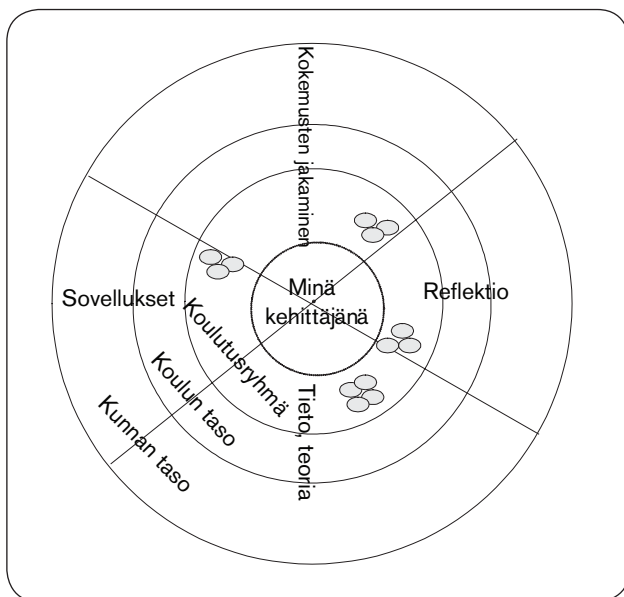 Kokemusten jakaminen
Sovellukset
Minä
kehittäjänä
Reflektio
Koulutusryhmä
Koulun taso
Kunnan taso
Tieto, teoria